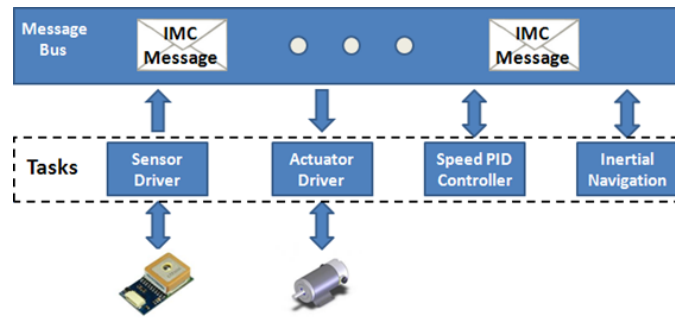 Message
Bus
IMC
Message
IMC
Message
Tasks
Sensor
Driver
Actuator
Driver
Speed PID
Controller
Inertial
Navigation